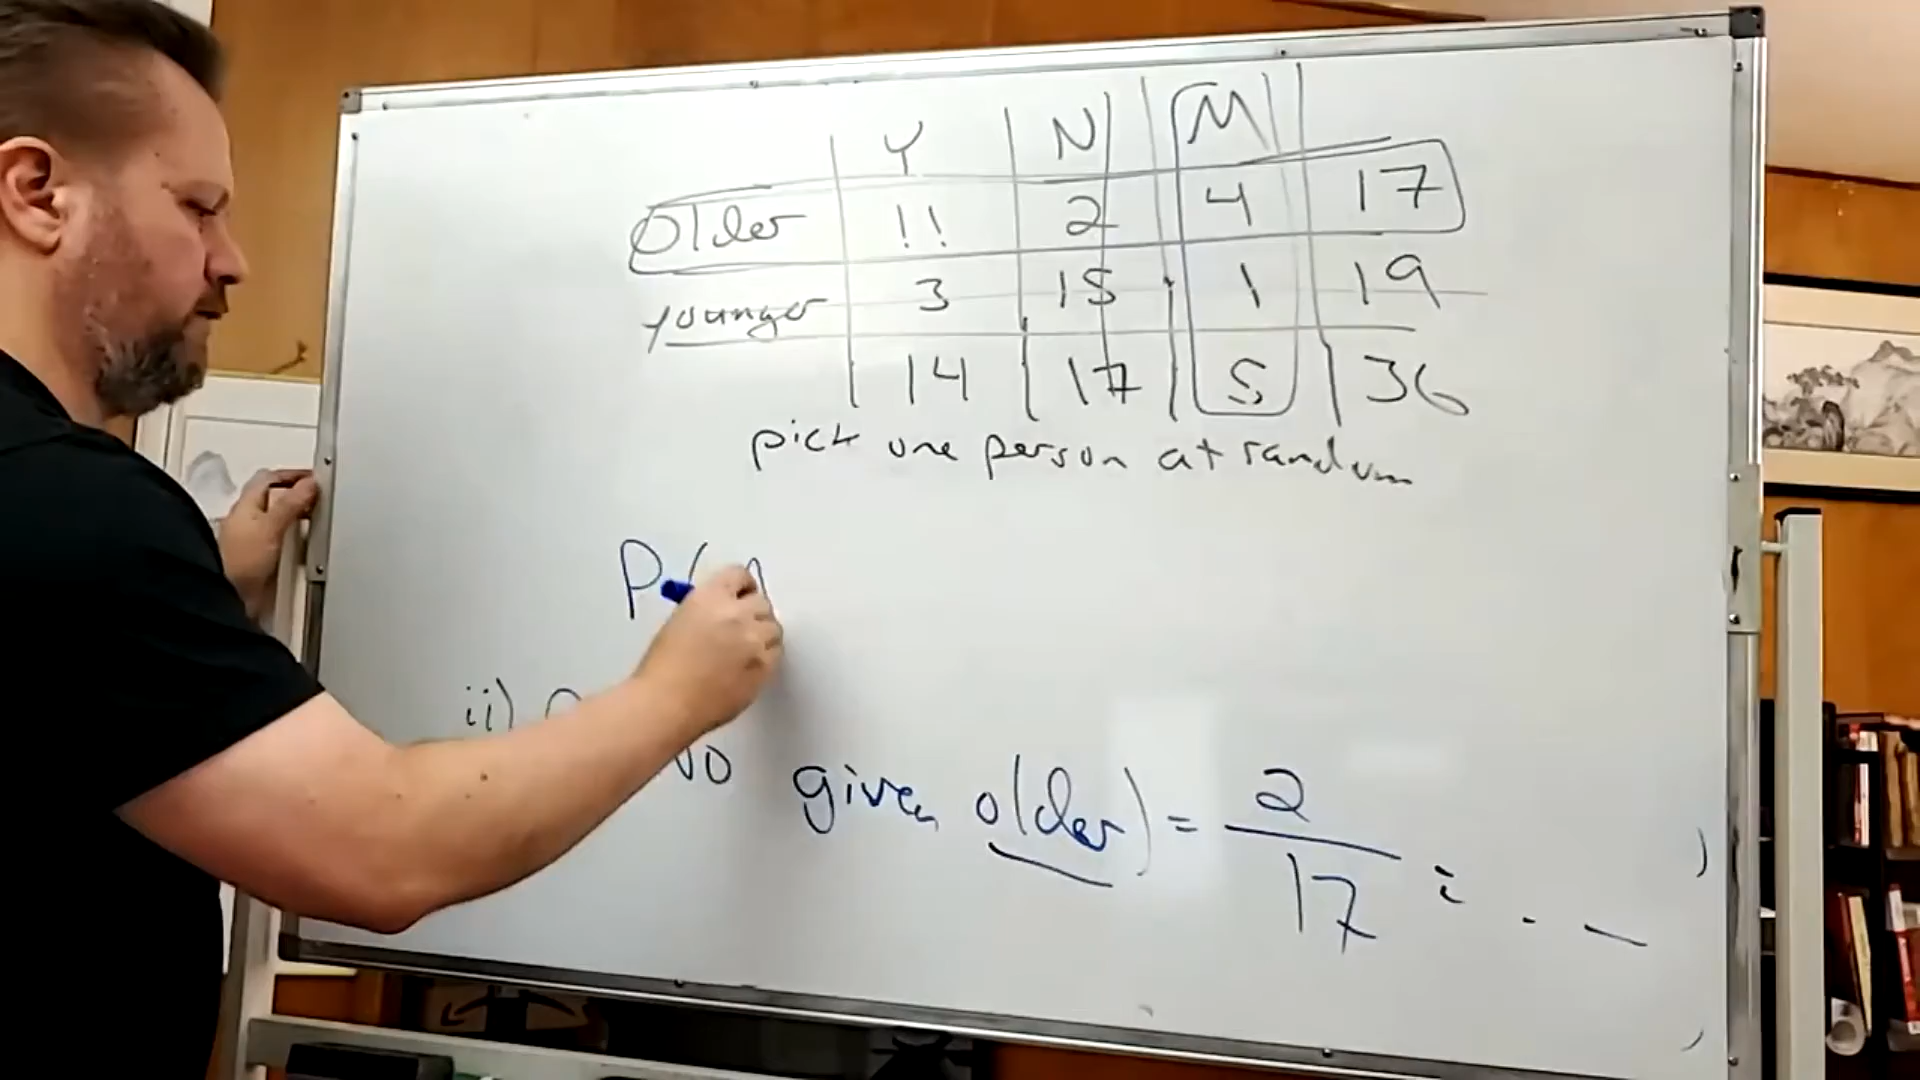 Y N M
Older 11 2 4 17
younger 3 15 1 19
14 17 5 36
pick one person at random
P(
ii)
No given older) = 2/17 = . . —